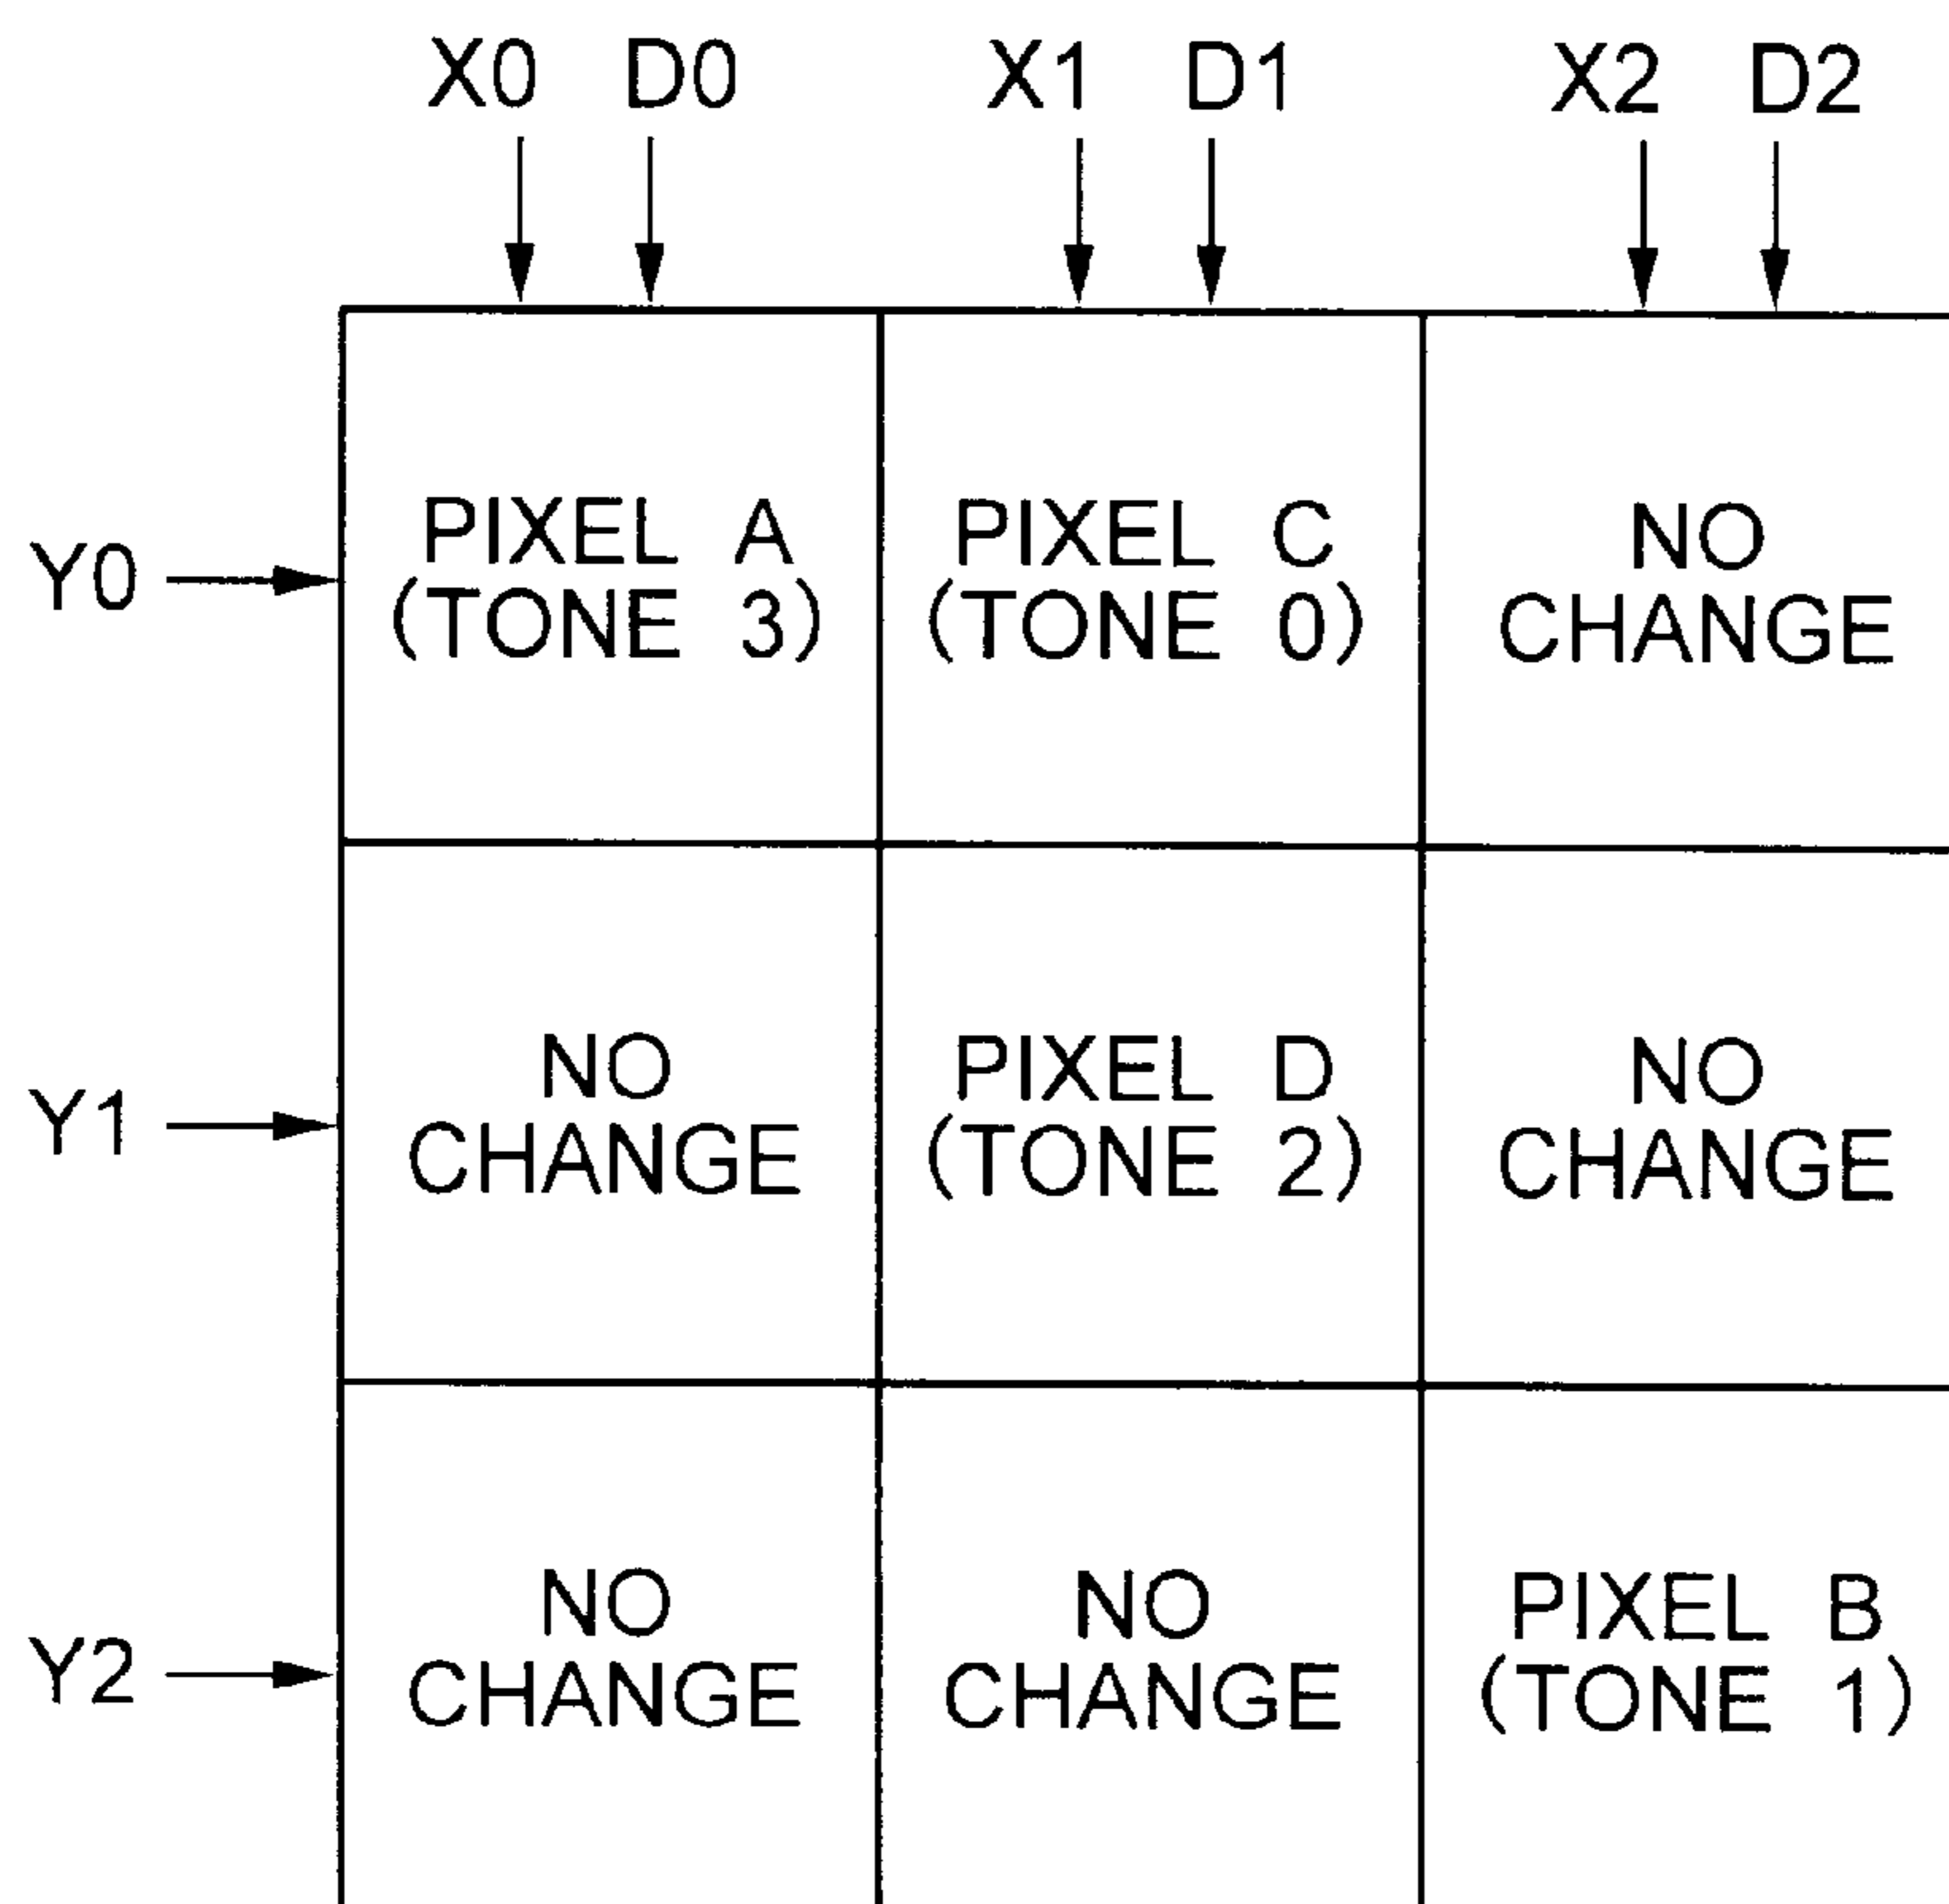 X0 D0 X1 D1 X2 D2
Y0
PIXEL A
(TONE 3)
PIXEL C
(TONE 0)
NO
CHANGE
Y1
NO
CHANGE
PIXEL D
(TONE 2)
NO
CHANGE
Y2
NO
CHANGE
NO
CHANGE
PIXEL B
(TONE 1)